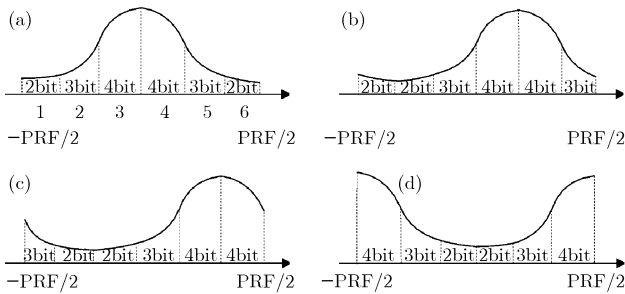 (a)
2bit 3bit 4bit 4bit 3bit 2bit
1 2 3 4 5 6
−PRF/2 PRF/2
(b)
2bit 2bit 3bit 4bit 4bit 3bit
−PRF/2 PRF/2
(c)
3bit 2bit 2bit 3bit 4bit 4bit
−PRF/2 PRF/2
(d)
4bit 3bit 2bit 2bit 3bit 4bit
−PRF/2 PRF/2